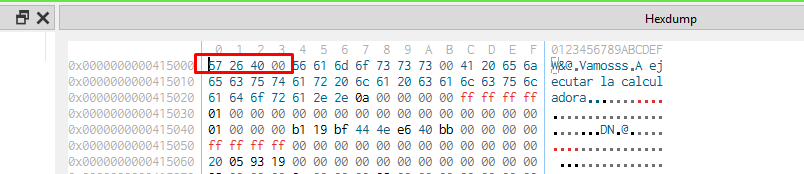 Hexdump
0 1 2 3 4 5 6 7 8 9 A B C D E F 0123456789ABCDEF
0x0000000000415000 57 26 40 00 56 61 6d 6f 73 73 73 00 41 20 65 6a W&@.Vamosss.A ej
0x0000000000415010 65 63 75 74 61 72 20 6c 61 20 63 61 6c 63 75 6c ecutar la calcul
0x0000000000415020 61 64 6f 72 61 2e 2e 0a 00 00 00 00 ff ff ff ff adora...........
0x0000000000415030 01 00 00 00 00 00 00 00 00 00 00 00 00 00 00 00 ................
0x0000000000415040 01 00 00 00 b1 19 bf 44 4e e6 40 bb 00 00 00 00 .......DN.@.....
0x0000000000415050 ff ff ff ff 00 00 00 00 00 00 00 00 00 00 00 00 ................
0x0000000000415060 20 05 93 19 00 00 00 00 00 00 00 00 00 00 00 00  ...............